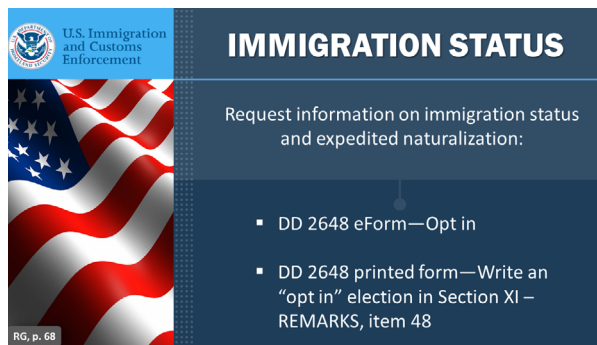 U.S. Immigration
and Customs
Enforcement
IMMIGRATION STATUS
Request information on immigration status
and expedited naturalization:
▪ DD 2648 eForm—Opt in
▪ DD 2648 printed form—Write an
“opt in” election in Section XI –
REMARKS, item 48
RG, p. 68